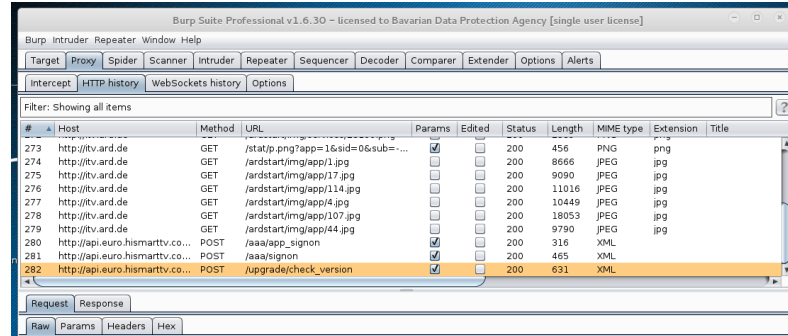 Burp Suite Professional v1.6.30 – licensed to Bavarian Data Protection Agency [single user license]
Burp Intruder Repeater Window Help
Target Proxy Spider Scanner Intruder Repeater Sequencer Decoder Comparer Extender Options Alerts
Intercept HTTP history WebSockets history Options
Filter: Showing all items
?
# Host Method URL Params Edited Status Length MIME type Extension Title
273 http://itv.ard.de GET /stat/p.png?app=1&sid=0&sub=-... 200 456 PNG png
274 http://itv.ard.de GET /ardstart/img/app/1.jpg 200 8666 JPEG jpg
275 http://itv.ard.de GET /ardstart/img/app/17.jpg 200 9090 JPEG jpg
276 http://itv.ard.de GET /ardstart/img/app/114.jpg 200 11016 JPEG jpg
277 http://itv.ard.de GET /ardstart/img/app/4.jpg 200 10449 JPEG jpg
278 http://itv.ard.de GET /ardstart/img/app/107.jpg 200 18053 JPEG jpg
279 http://itv.ard.de GET /ardstart/img/app/44.jpg 200 9790 JPEG jpg
280 http://api.euro.hismarttv.co... POST /aaa/app_signon 200 316 XML
281 http://api.euro.hismarttv.co... POST /aaa/signon 200 465 XML
282 http://api.euro.hismarttv.co... POST /upgrade/check_version 200 631 XML
Request Response
Raw Params Headers Hex